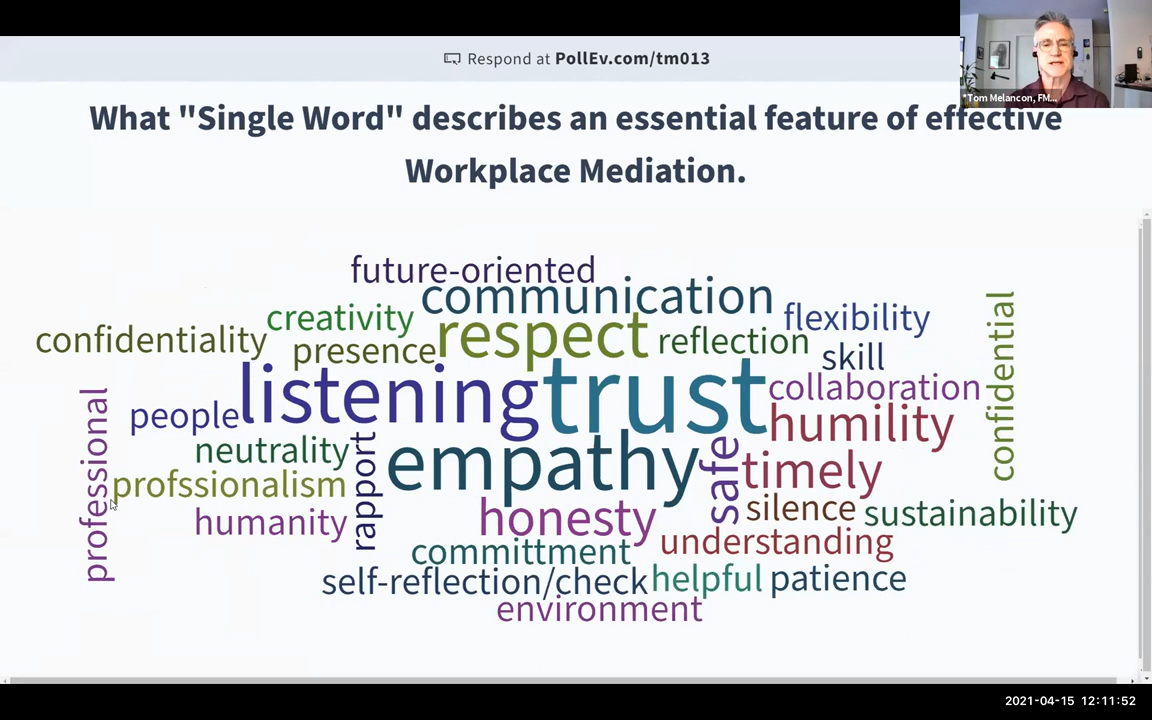 Respond at PollEv.com/tm013
*Tom Melancon, FM...
What "Single Word" describes an essential feature of effective
Workplace Mediation.
future-oriented
communication
creativity
flexibility
confidentiality
respect
reflection
presence
skill
confidential
listening
trust
collaboration
people
humility
professional
neutrality
rapport
empathy
safe
timely
profssionalism
silence
sustainability
humanity
honesty
understanding
committment
self-reflection/check
helpful
patience
environment
2021-04-15 12:11:52